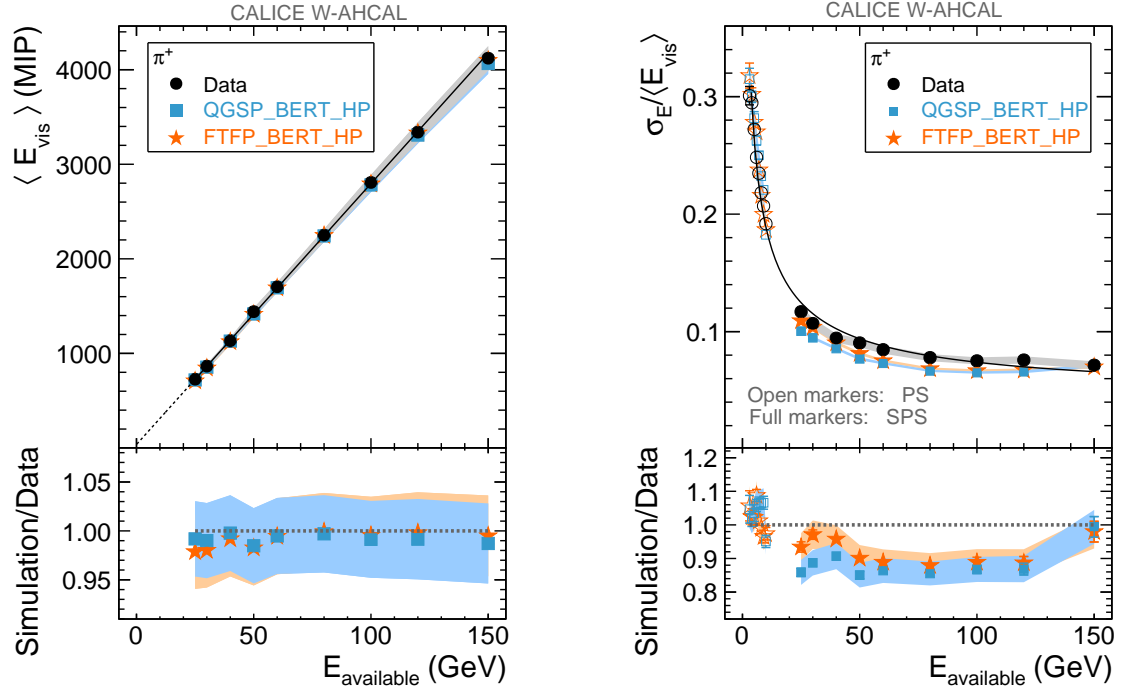 CALICE W-AHCAL
⟨ E_vis ⟩ (MIP)
4000
3000
2000
1000
π⁺
Data
QGSP_BERT_HP
FTFP_BERT_HP
Simulation/Data
1.05
1.00
0.95
0 50 100 150
E_available (GeV)
CALICE W-AHCAL
σ_E/⟨E_vis⟩
0.3
0.2
0.1
π⁺
Data
QGSP_BERT_HP
FTFP_BERT_HP
Open markers: PS
Full markers: SPS
Simulation/Data
1.2
1.1
1.0
0.9
0.8
0 50 100 150
E_available (GeV)